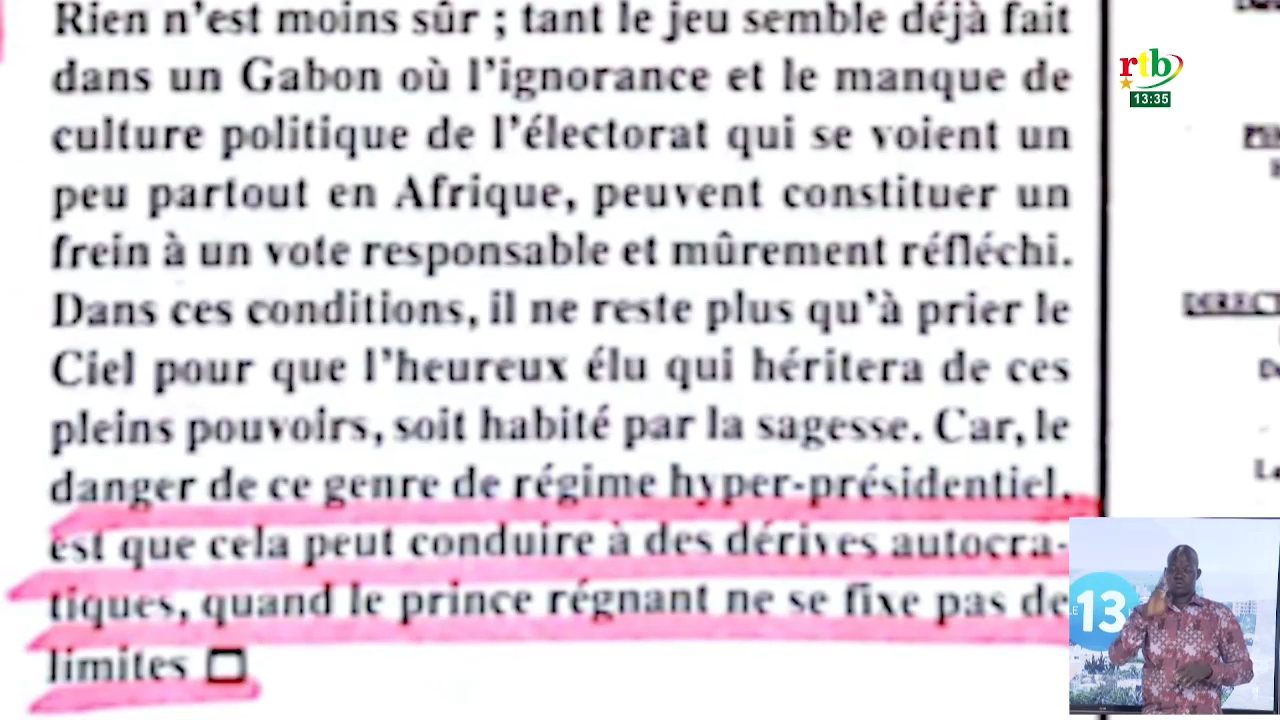 Rien n'est moins sûr ; tant le jeu semble déjà fait
dans un Gabon où l'ignorance et le manque de
culture politique de l'électorat qui se voient un
peu partout en Afrique, peuvent constituer un
frein à un vote responsable et mûrement réfléchi.
Dans ces conditions, il ne reste plus qu'à prier le
Ciel pour que l'heureux élu qui héritera de ces
pleins pouvoirs, soit habité par la sagesse. Car, le
danger de ce genre de régime hyper-présidentiel,
est que cela peut conduire à des dérives autocra-
tiques, quand le prince régnant ne se fixe pas de
limites
rtb
13:35
DIRECT
LE 13 H